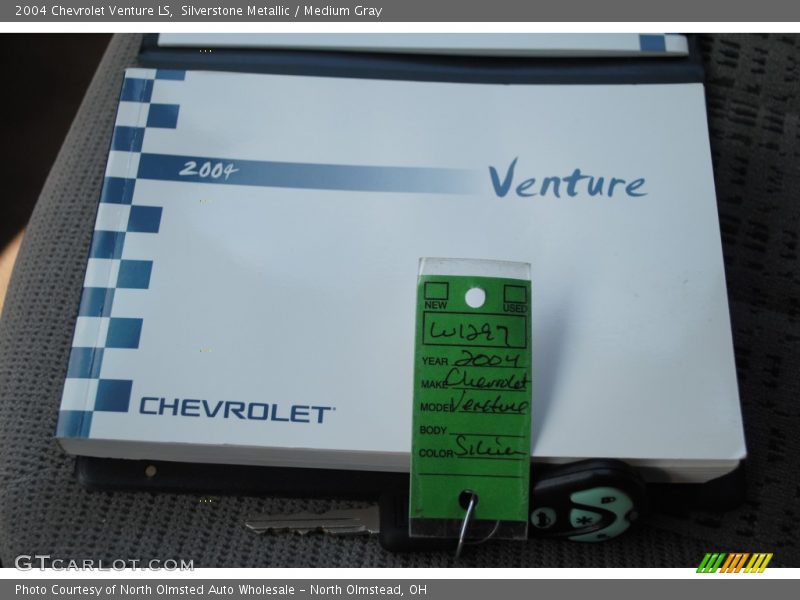 2004 Chevrolet Venture LS, Silverstone Metallic / Medium Gray
2004
Venture
CHEVROLET
NEW USED
W1297
YEAR 2004
MAKE Chevrolet
MODEL Venture
BODY
COLOR Silver
GTCARLOT.COM
Photo Courtesy of North Olmsted Auto Wholesale - North Olmstead, OH